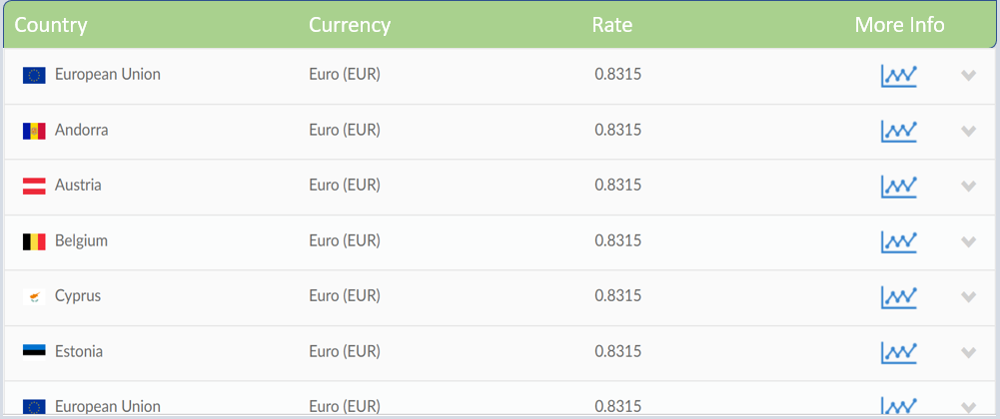 Country Currency Rate More Info
European Union Euro (EUR) 0.8315
Andorra Euro (EUR) 0.8315
Austria Euro (EUR) 0.8315
Belgium Euro (EUR) 0.8315
Cyprus Euro (EUR) 0.8315
Estonia Euro (EUR) 0.8315
European Union Euro (EUR) 0.8315